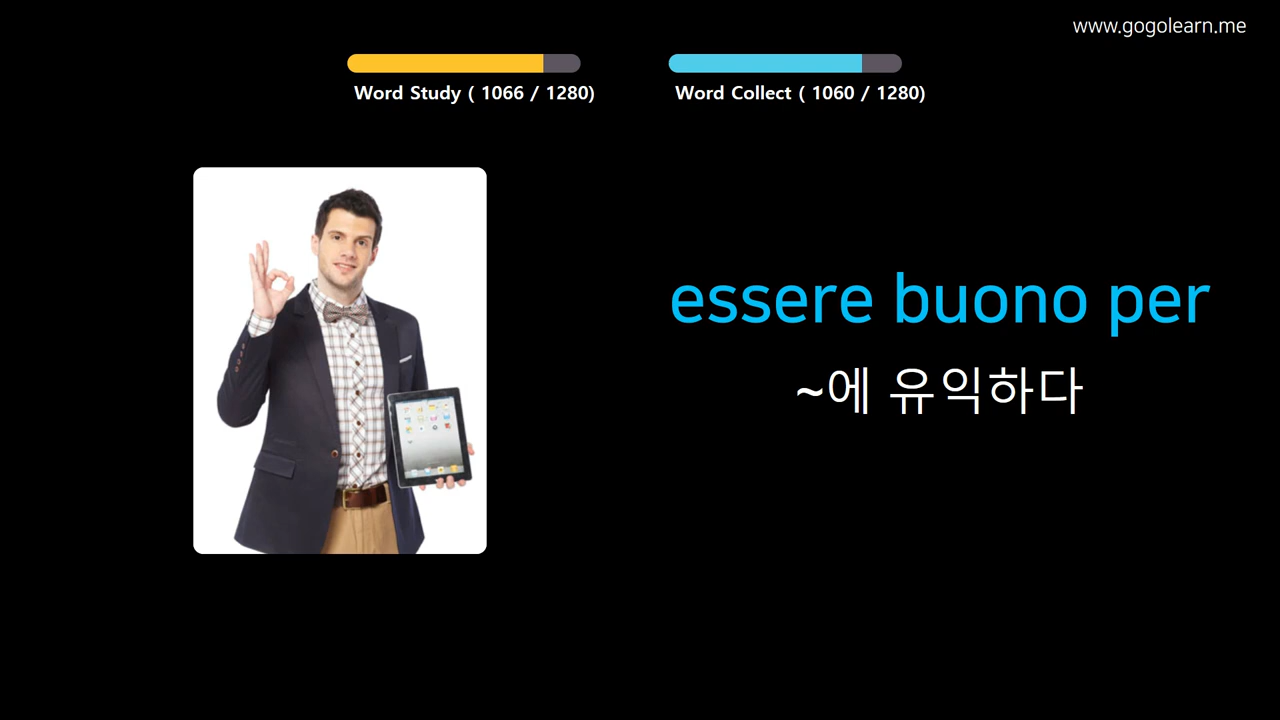 www.gogolearn.me
Word Study ( 1066 / 1280)
Word Collect ( 1060 / 1280)
essere buono per
~에 유익하다